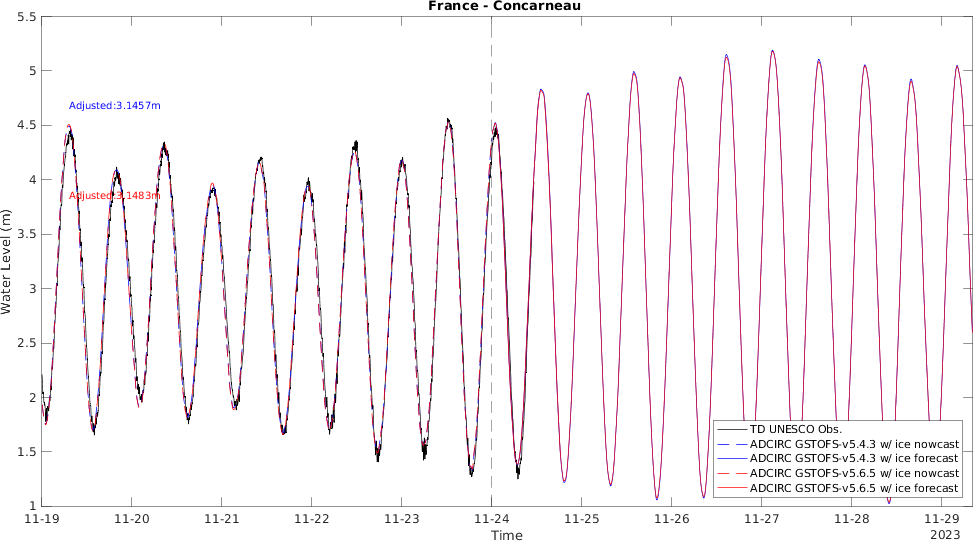 France - Concarneau
5.5
5
4.5
4
3.5
3
2.5
2
1.5
1
Water Level (m)
Adjusted:3.1457m
Adjusted:3.1483m
TD UNESCO Obs.
ADCIRC GSTOFS-v5.4.3 w/ ice nowcast
ADCIRC GSTOFS-v5.4.3 w/ ice forecast
ADCIRC GSTOFS-v5.6.5 w/ ice nowcast
ADCIRC GSTOFS-v5.6.5 w/ ice forecast
11-19 11-20 11-21 11-22 11-23 11-24 11-25 11-26 11-27 11-28 11-29
Time 2023